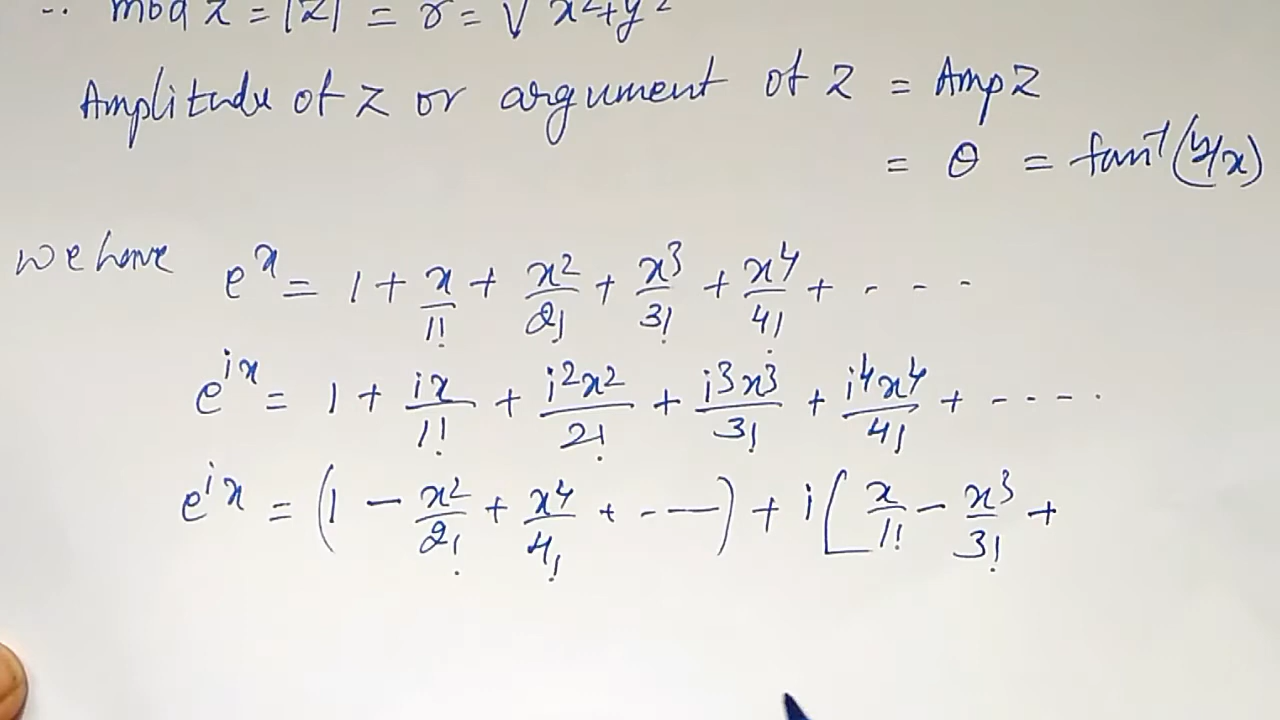 ∴ mod z = |z| = r = √x²+y²
Amplitude of z or argument of z = Amp z
= θ = tan⁻¹(y/x)
we have e^x = 1 + x/1! + x²/2! + x³/3! + x⁴/4! + - - -
e^ix = 1 + ix/1! + i²x²/2! + i³x³/3! + i⁴x⁴/4! + - - - -
e^ix = (1 - x²/2! + x⁴/4! + - - —) + i[x/1! - x³/3! +